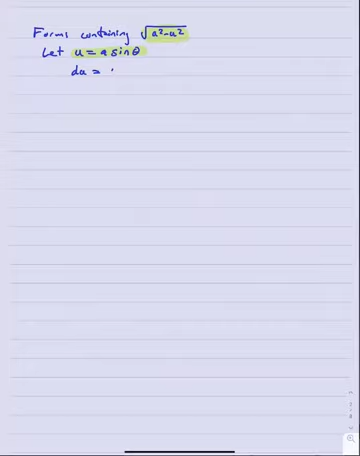 Forms containing √a²-u²
Let u = a sin θ
du =